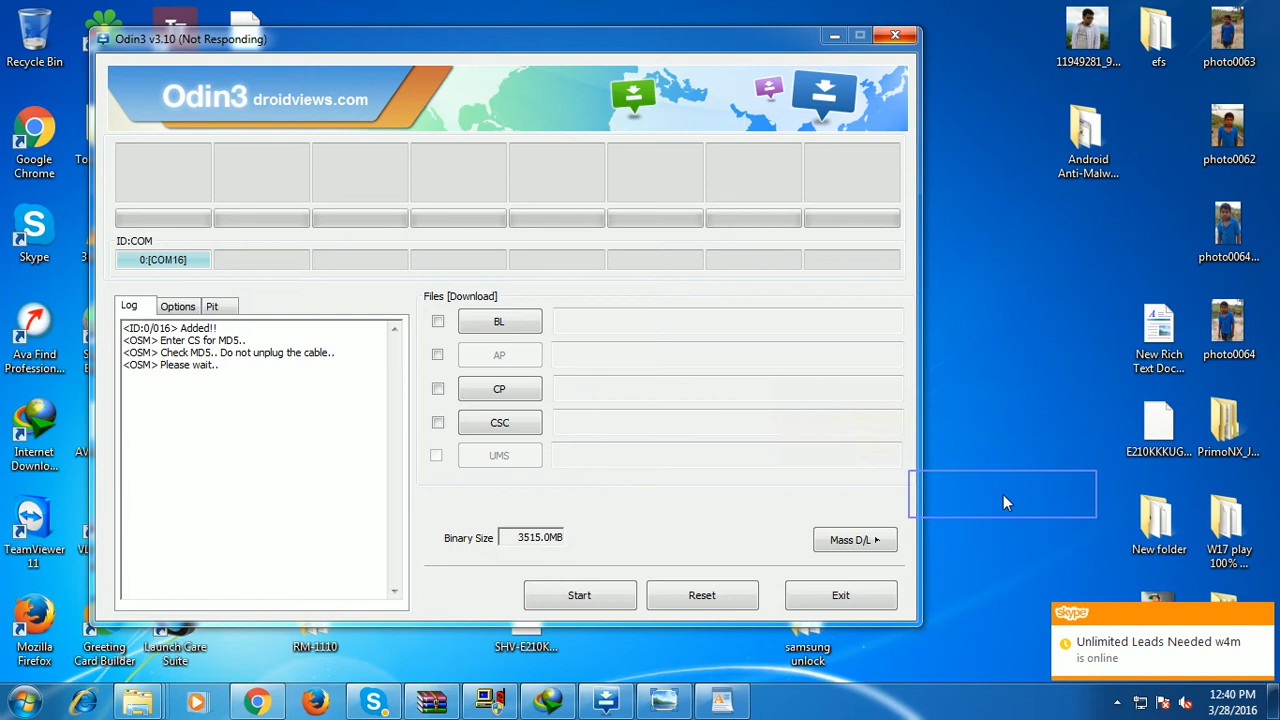 Odin3 v3.10 (Not Responding)
Odin3 droidviews.com
ID:COM
0:[COM16]
Log
Options
Pit
<ID:0/016> Added!!
<OSM> Enter CS for MD5..
<OSM> Check MD5.. Do not unplug the cable..
<OSM> Please wait..
Files [Download]
BL
AP
CP
CSC
UMS
Binary Size
3515.0MB
Mass D/L
Start
Reset
Exit
Recycle Bin
Google
Chrome
Skype
Ava Find
Profession...
Internet
Downlo...
TeamViewer
11
Mozilla
Firefox
Greeting
Card Builder
Launch Care
Suite
RM-1110
SHV-E210K...
samsung
unlock
11949281_9...
efs
photo0063
Android
Anti-Malw...
photo0062
photo0064...
New Rich
Text Doc...
photo0064
E210KKKUG...
PrimoNX_J...
New folder
W17 play
100% ...
skype
Unlimited Leads Needed w4m
is online
12:40 PM
3/28/2016